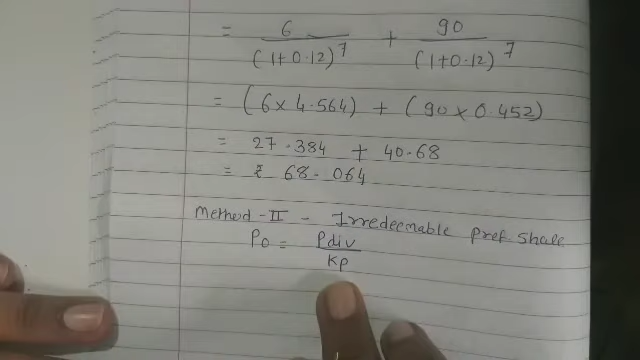 = 6/(1+0.12)^7 + 90/(1+0.12)^7
= (6 x 4.564) + (90 x 0.452)
= 27.384 + 40.68
= ₹ 68.064
Method-II - Irredeemable pref. share
P0 = Pdiv/kp